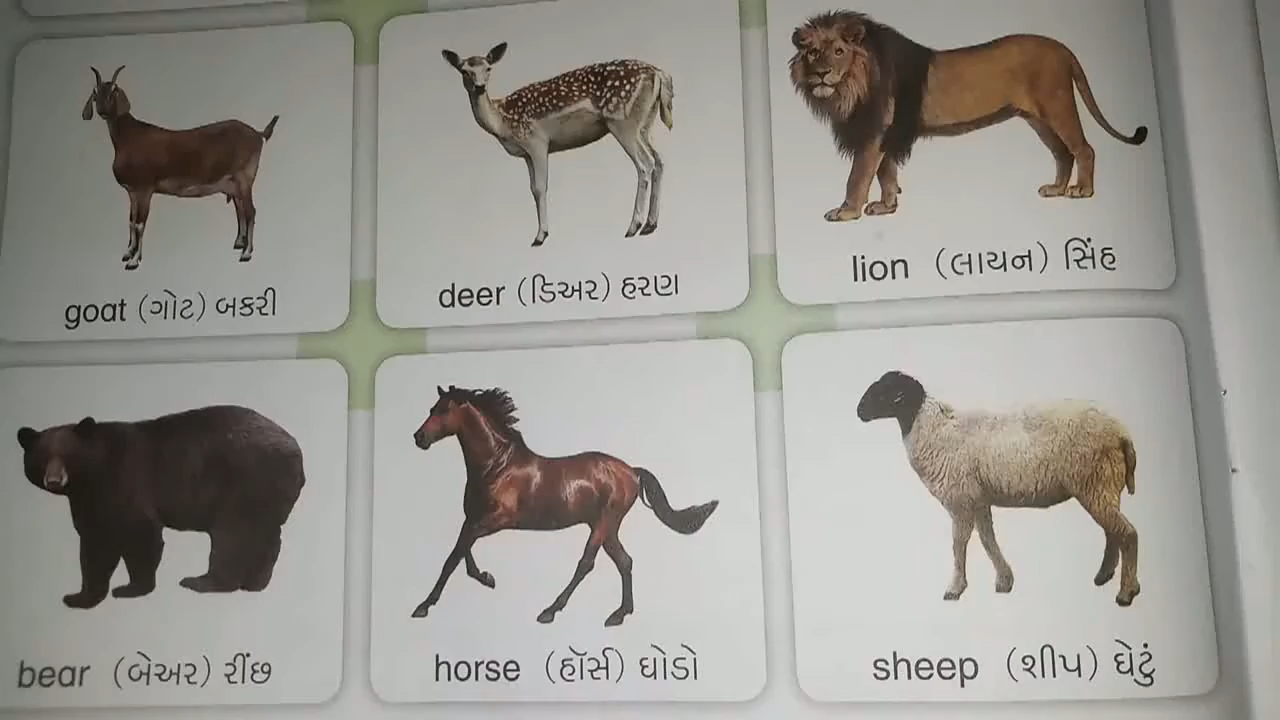 goat (ગોટ) બકરી
deer (ડિઅર) હરણ
lion (લાયન) સિંહ
bear (બેઅર) રીંછ
horse (હૉર્સ) ઘોડો
sheep (શીપ) ઘેટું